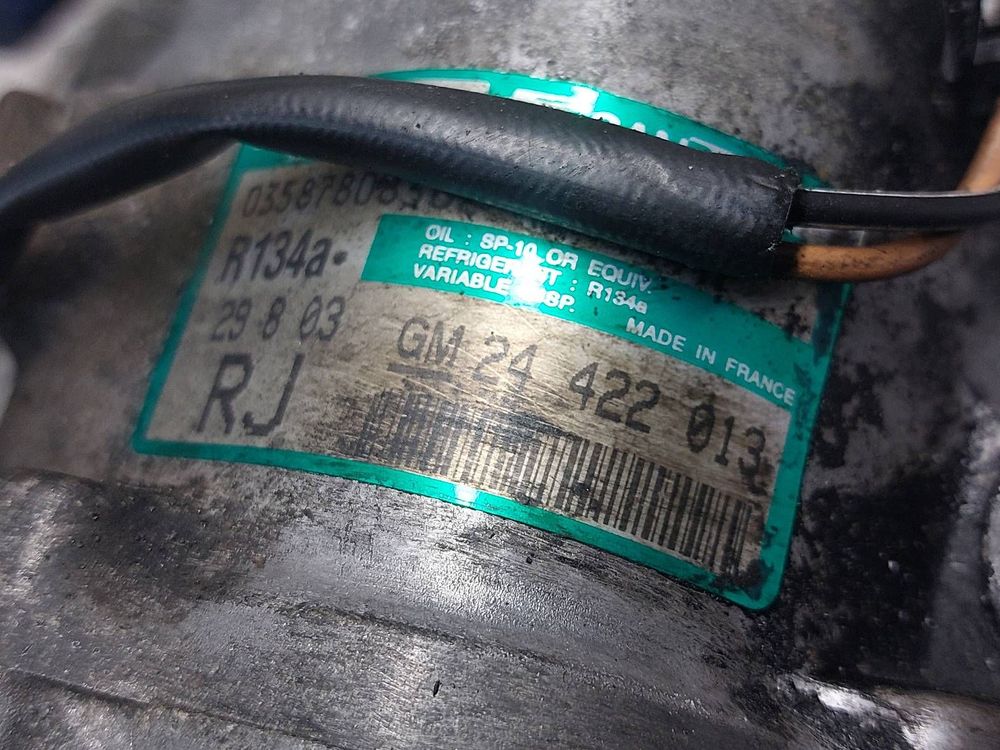 R134a•
29 8 03
RJ
OIL : SP-10 OR EQUIV.
REFRIGERANT : R134a
VARIABLE
MADE IN FRANCE
GM 24 422 013